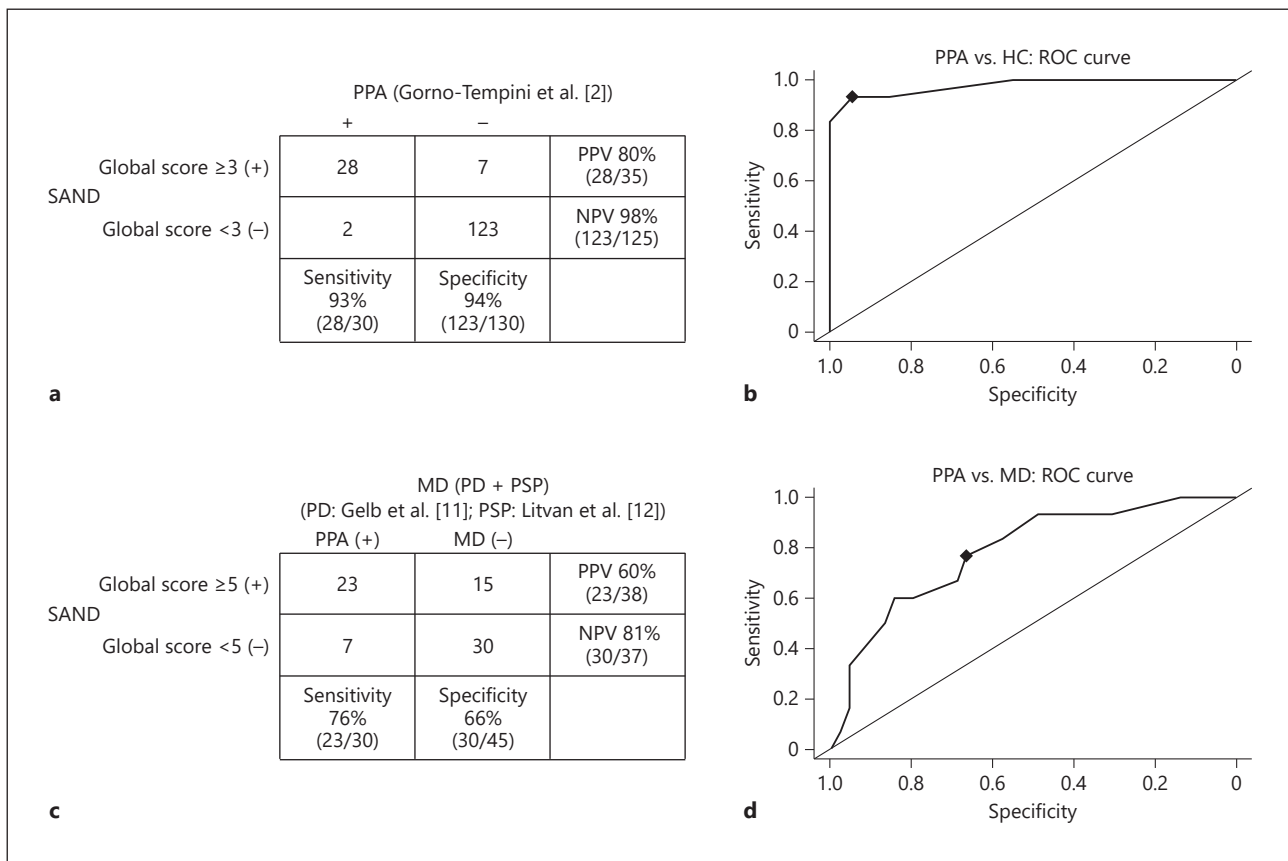 PPA (Gorno-Tempini et al. [2])
+ –
Global score ≥3 (+) 28 7 PPV 80%
(28/35)
SAND
Global score <3 (–) 2 123 NPV 98%
(123/125)
Sensitivity Specificity
93% 94%
(28/30) (123/130)
a
PPA vs. HC: ROC curve
Sensitivity
1.0
0.8
0.6
0.4
0.2
0
1.0 0.8 0.6 0.4 0.2 0
Specificity
b
MD (PD + PSP)
(PD: Gelb et al. [11]; PSP: Litvan et al. [12])
PPA (+) MD (–)
Global score ≥5 (+) 23 15 PPV 60%
(23/38)
SAND
Global score <5 (–) 7 30 NPV 81%
(30/37)
Sensitivity Specificity
76% 66%
(23/30) (30/45)
c
PPA vs. MD: ROC curve
Sensitivity
1.0
0.8
0.6
0.4
0.2
0
1.0 0.8 0.6 0.4 0.2 0
Specificity
d